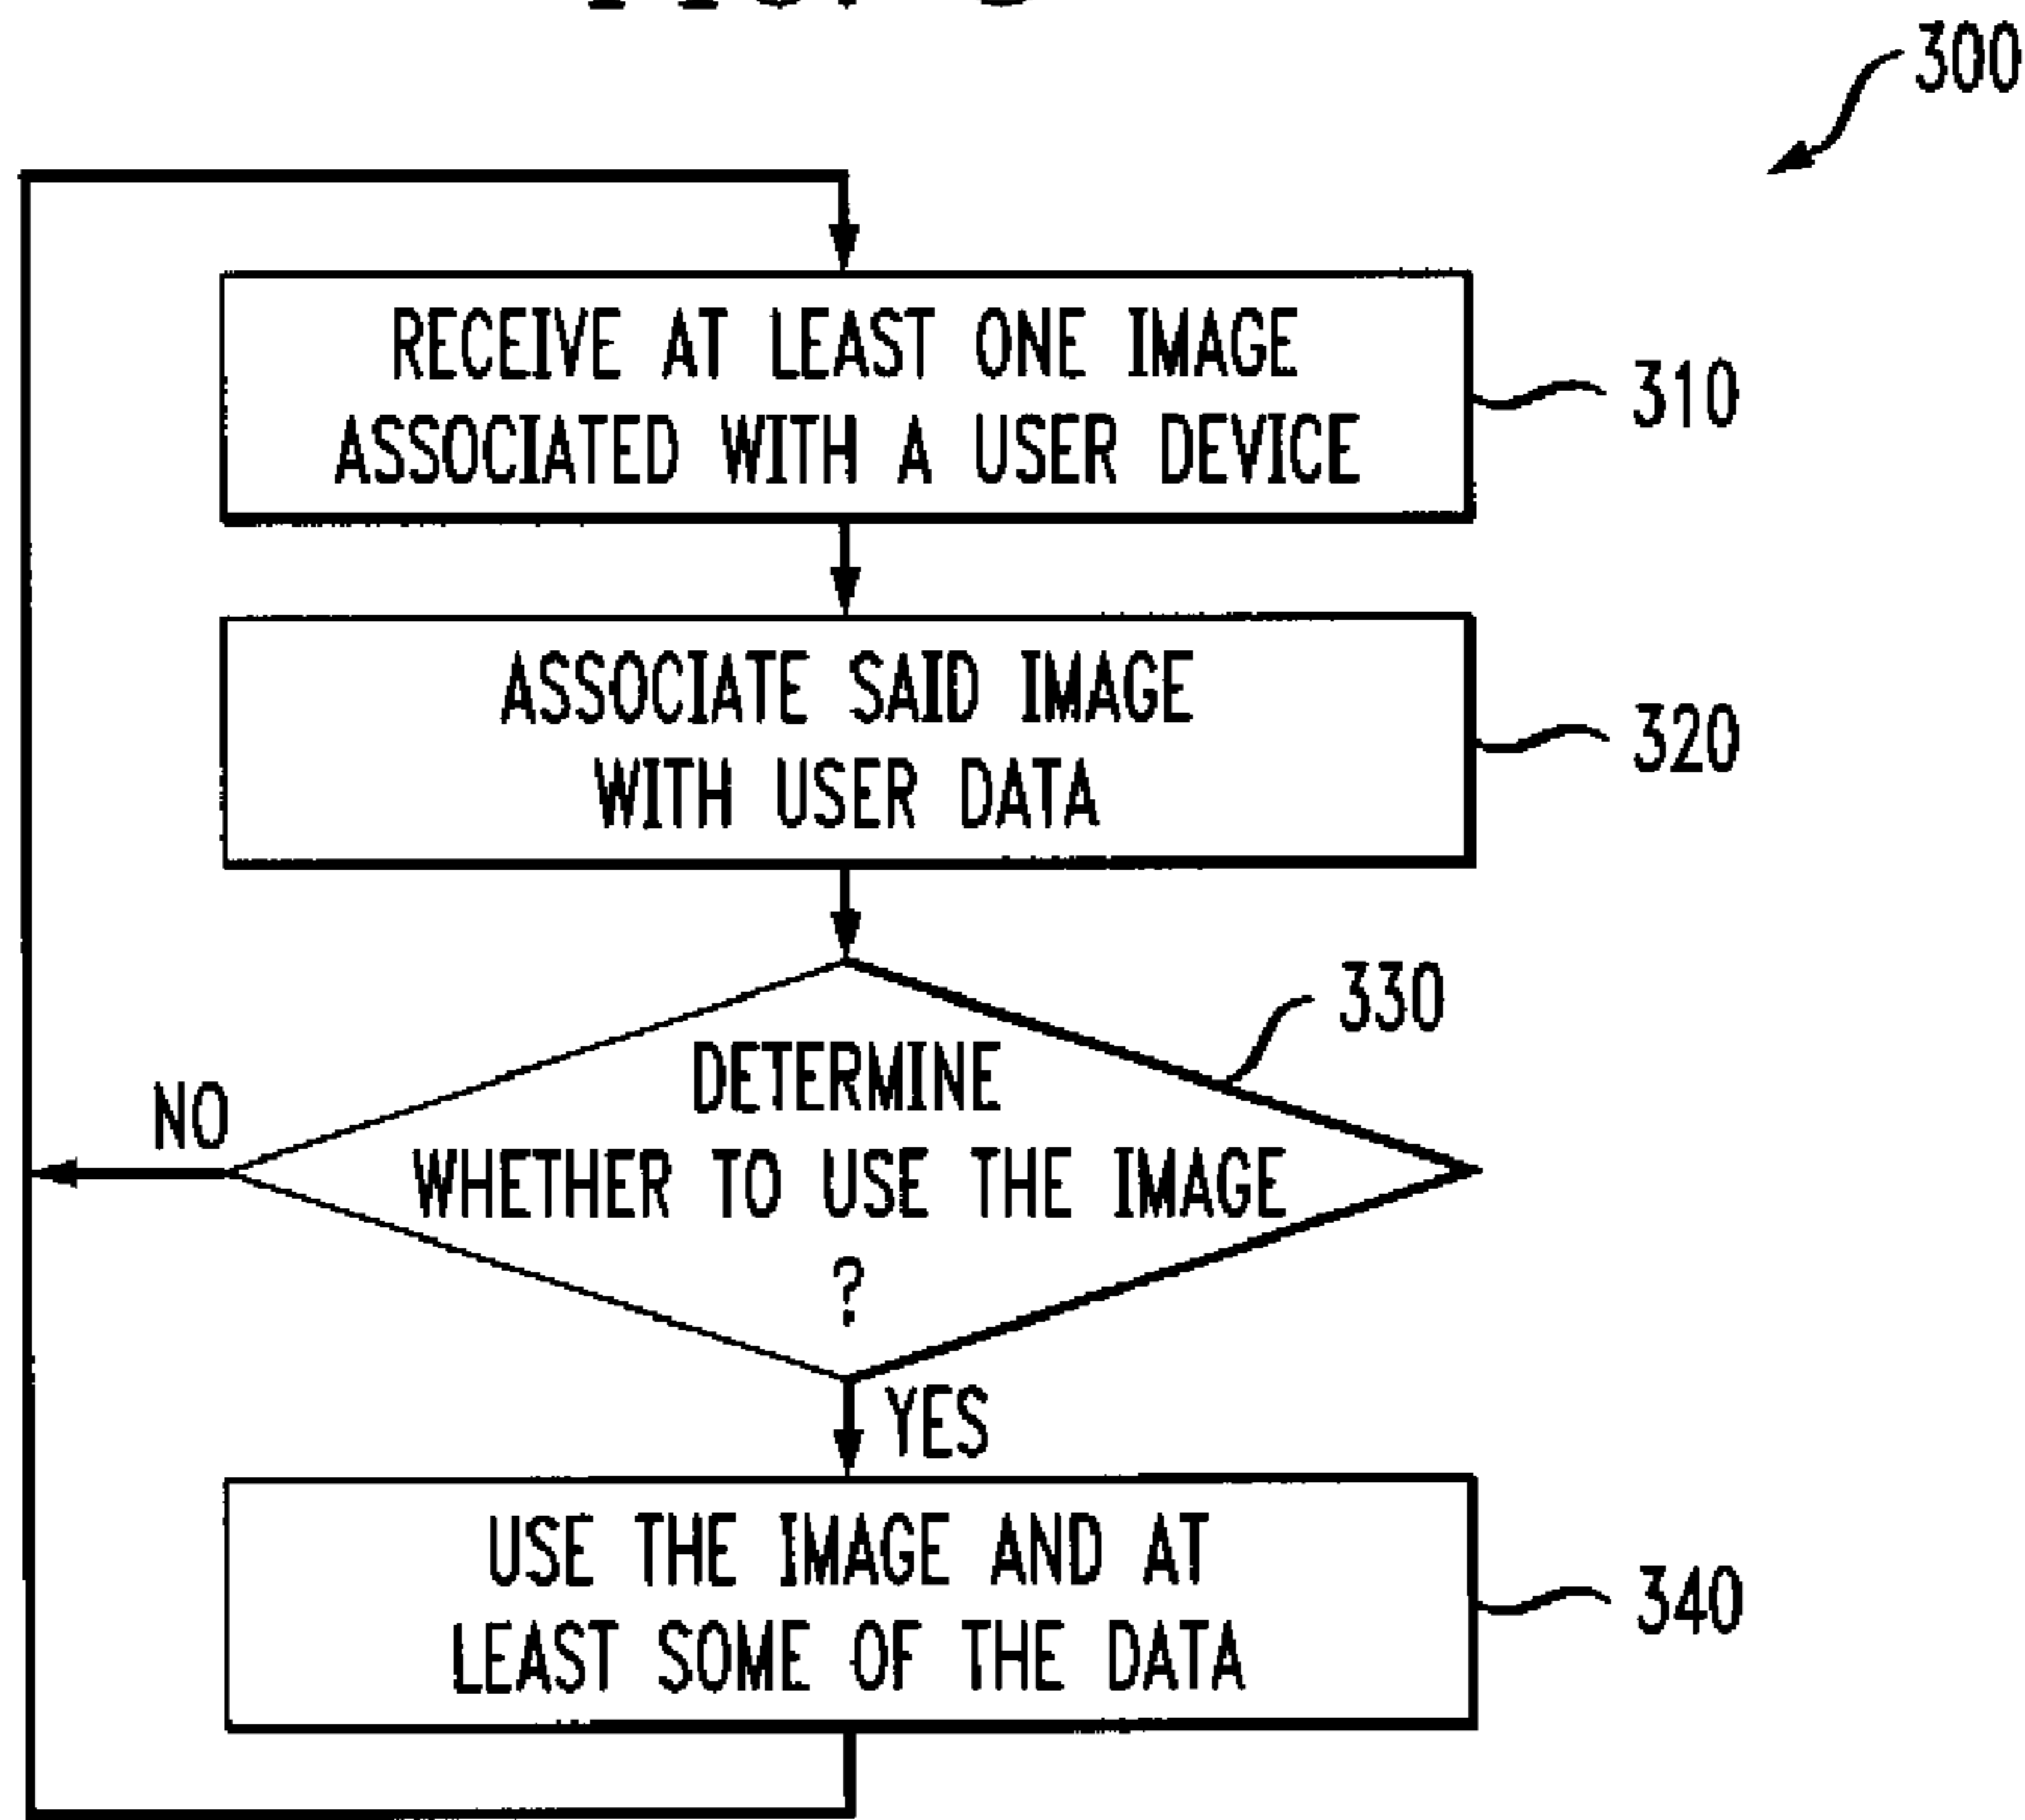 300
RECEIVE AT LEAST ONE IMAGE
ASSOCIATED WITH A USER DEVICE
310
ASSOCIATE SAID IMAGE
WITH USER DATA
320
330
DETERMINE
WHETHER TO USE THE IMAGE
?
NO
YES
USE THE IMAGE AND AT
LEAST SOME OF THE DATA
340